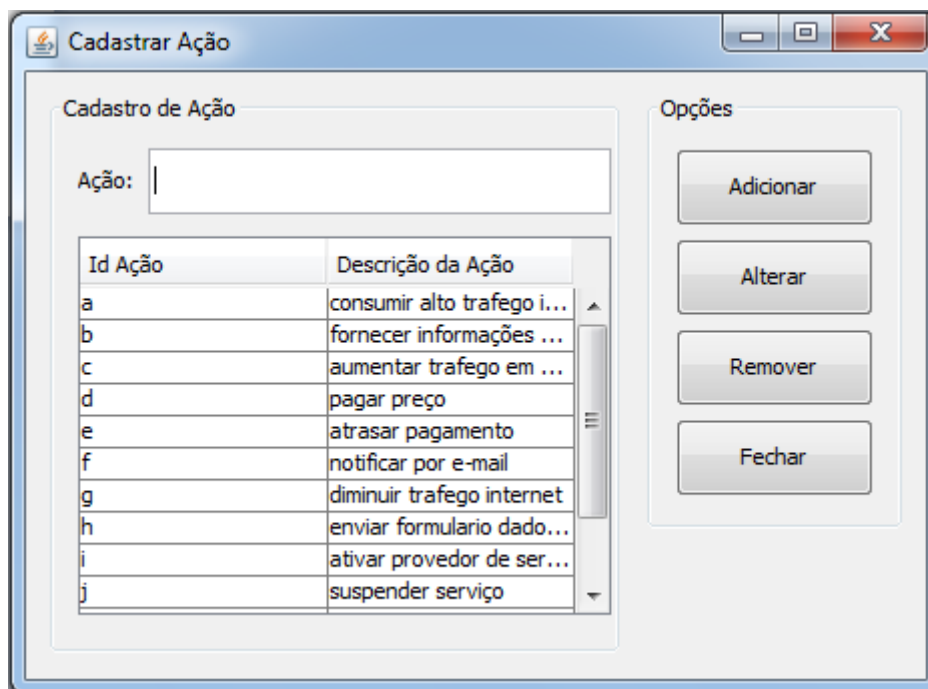 Cadastrar Ação
Cadastro de Ação
Ação:
Id Ação Descrição da Ação
a consumir alto trafego i...
b fornecer informações ...
c aumentar trafego em ...
d pagar preço
e atrasar pagamento
f notificar por e-mail
g diminuir trafego internet
h enviar formulario dado...
i ativar provedor de ser...
j suspender serviço
Opções
Adicionar
Alterar
Remover
Fechar